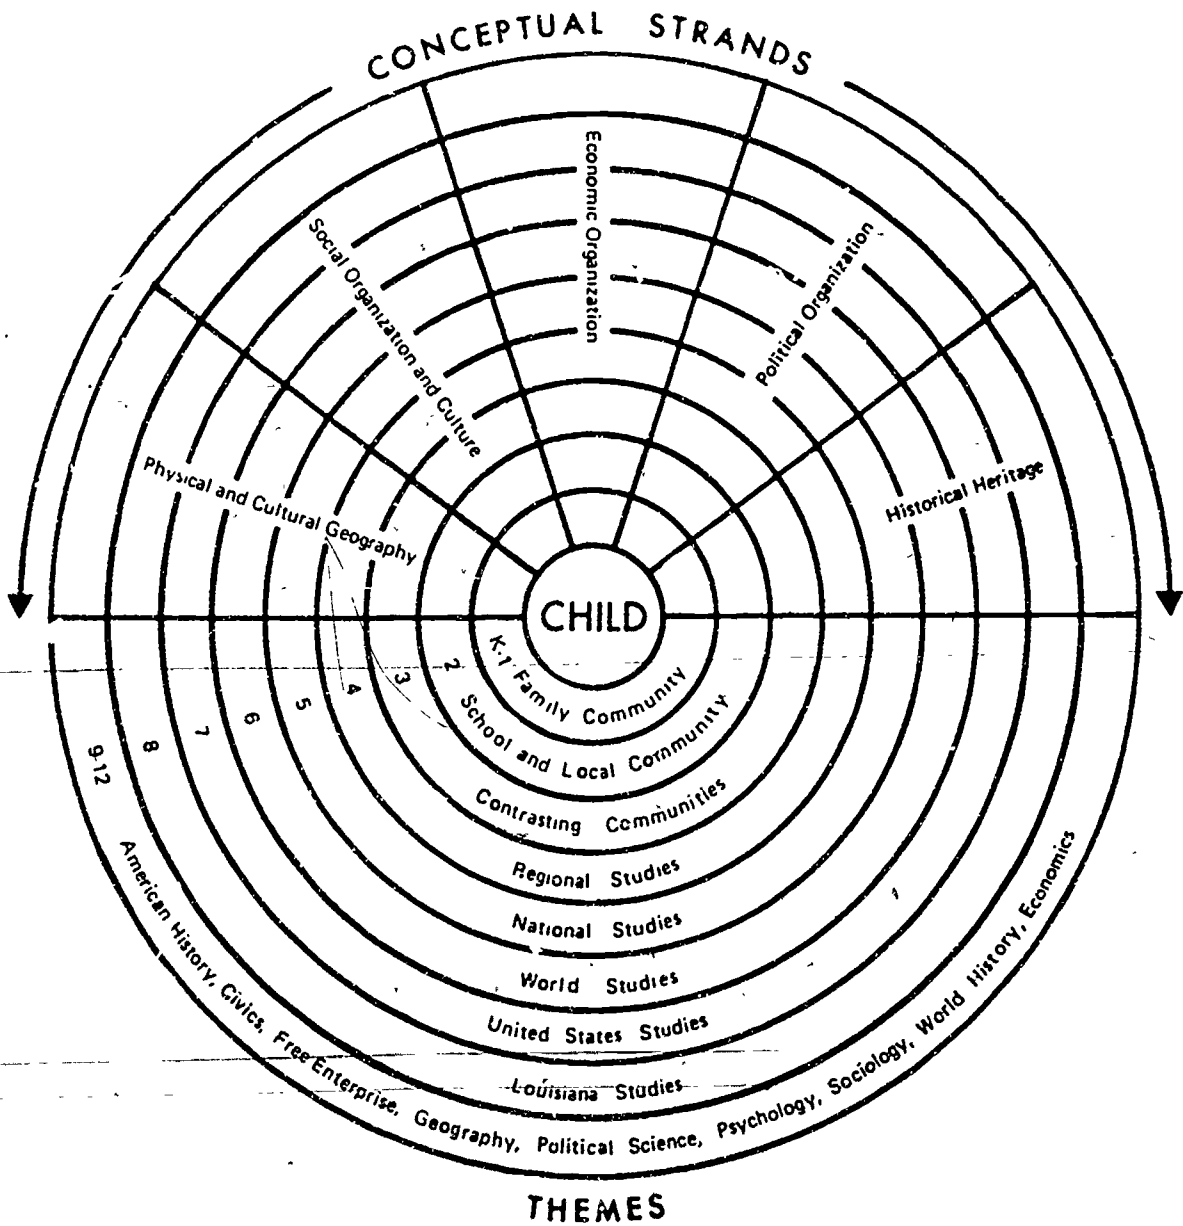 CONCEPTUAL STRANDS
Physical and Cultural Geography
Social Organization and Culture
Economic Organization
Political Organization
Historical Heritage
CHILD
K-1 Family Community
2 School and Local Community
3 Contrasting Communities
4 Regional Studies
5 National Studies
6 World Studies
7 United States Studies
8 Louisiana Studies
9-12 American History, Civics, Free Enterprise, Geography, Political Science, Psychology, Sociology, World History, Economics
THEMES